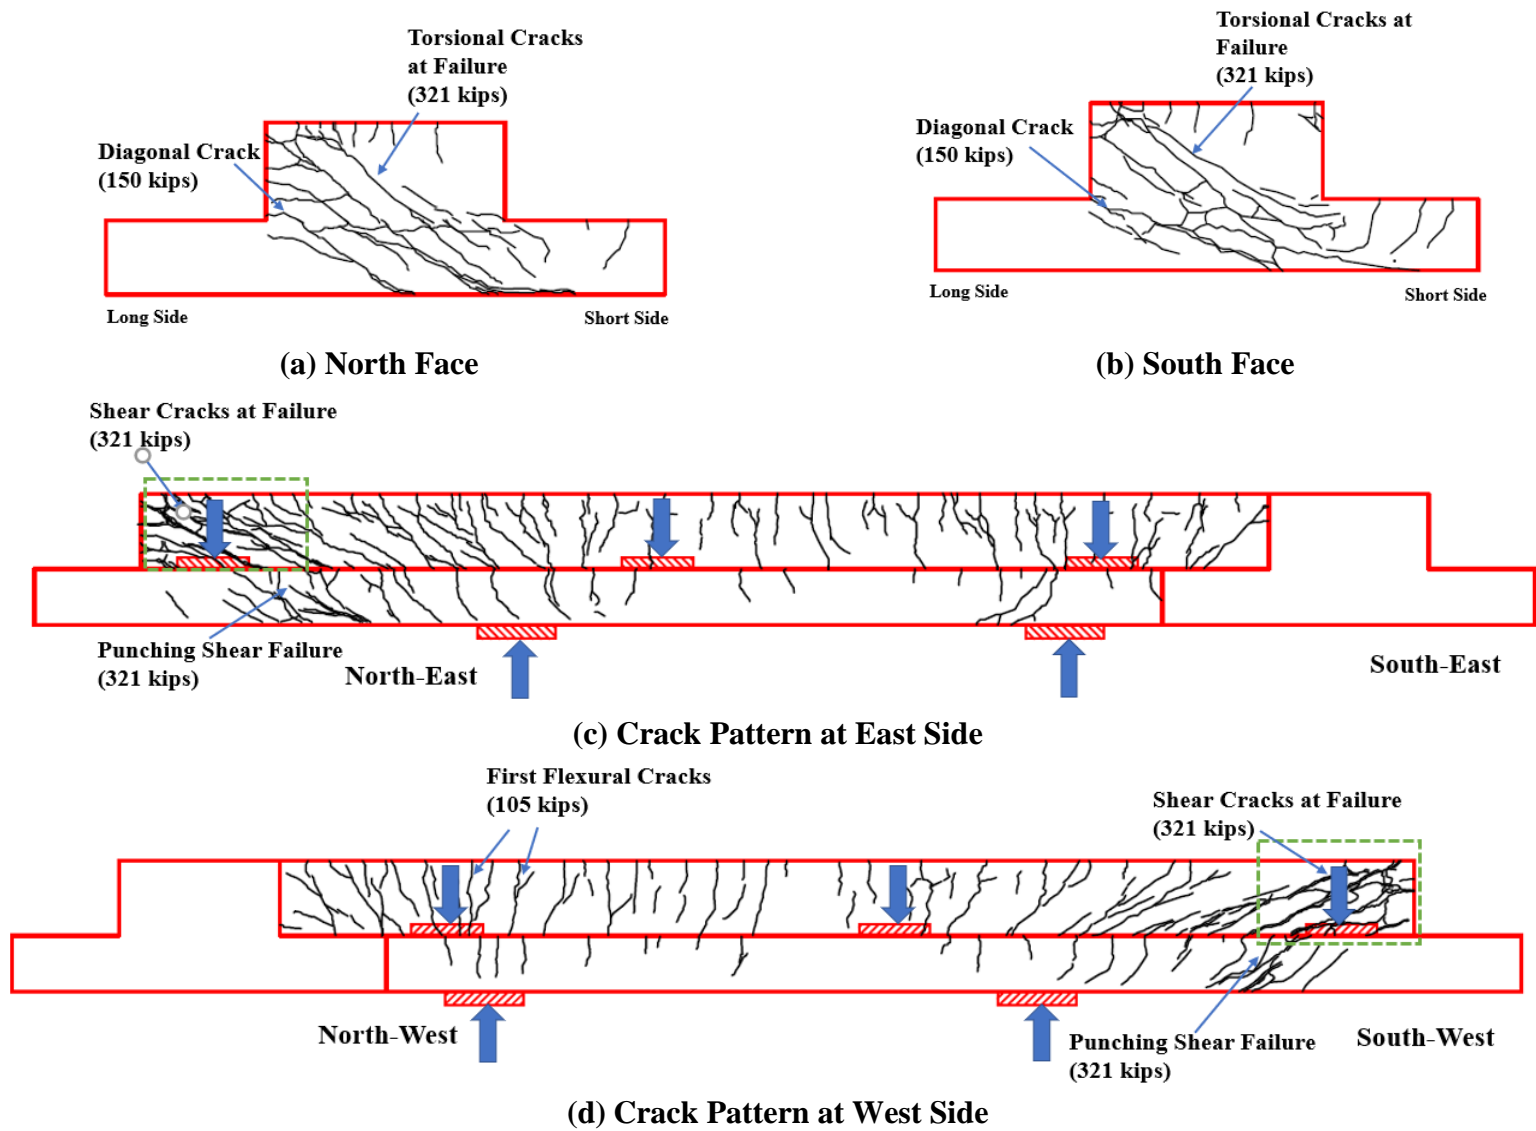 Torsional Cracks
at Failure
(321 kips)
Diagonal Crack
(150 kips)
Long Side
Short Side
(a) North Face
Torsional Cracks at
Failure
(321 kips)
Diagonal Crack
(150 kips)
Long Side
Short Side
(b) South Face
Shear Cracks at Failure
(321 kips)
Punching Shear Failure
(321 kips)
North-East
South-East
(c) Crack Pattern at East Side
First Flexural Cracks
(105 kips)
Shear Cracks at Failure
(321 kips)
North-West
Punching Shear Failure
(321 kips)
South-West
(d) Crack Pattern at West Side